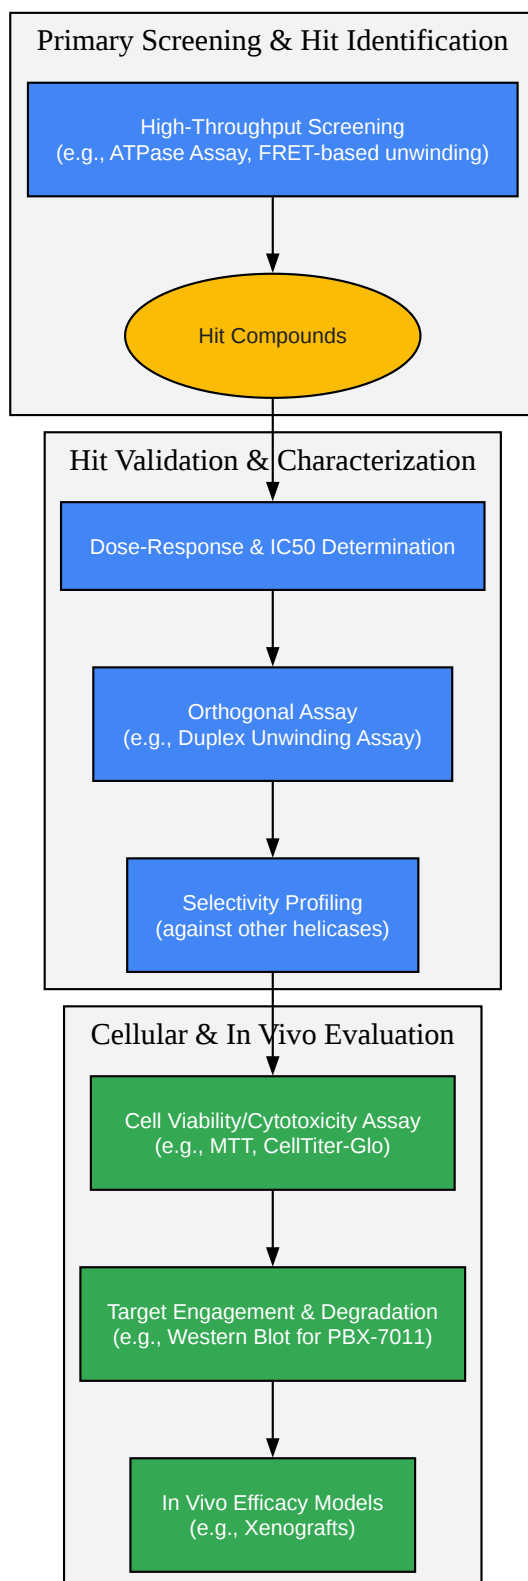 Primary Screening & Hit Identification
High-Throughput Screening
(e.g., ATPase Assay, FRET-based unwinding)
Hit Compounds
Hit Validation & Characterization
Dose-Response & IC50 Determination
Orthogonal Assay
(e.g., Duplex Unwinding Assay)
Selectivity Profiling
(against other helicases)
Cellular & In Vivo Evaluation
Cell Viability/Cytotoxicity Assay
(e.g., MTT, CellTiter-Glo)
Target Engagement & Degradation
(e.g., Western Blot for PBX-7011)
In Vivo Efficacy Models
(e.g., Xenografts)